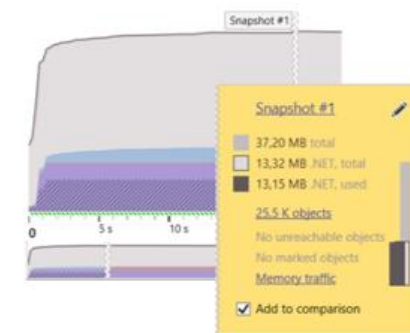 Snapshot #1
Snapshot #1
37,20 MB total
13,32 MB .NET, total
13,15 MB .NET, used
25.5 K objects
No unreachable objects
No marked objects
Memory traffic
Add to comparison
0
5 s
10 s